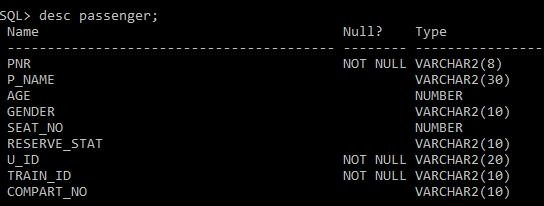 SQL> desc passenger;
Name Null? Type
----------------------------------------- -------- ----------------
PNR NOT NULL VARCHAR2(8)
P_NAME VARCHAR2(30)
AGE NUMBER
GENDER VARCHAR2(10)
SEAT_NO NUMBER
RESERVE_STAT VARCHAR2(10)
U_ID NOT NULL VARCHAR2(20)
TRAIN_ID NOT NULL VARCHAR2(10)
COMPART_NO VARCHAR2(10)